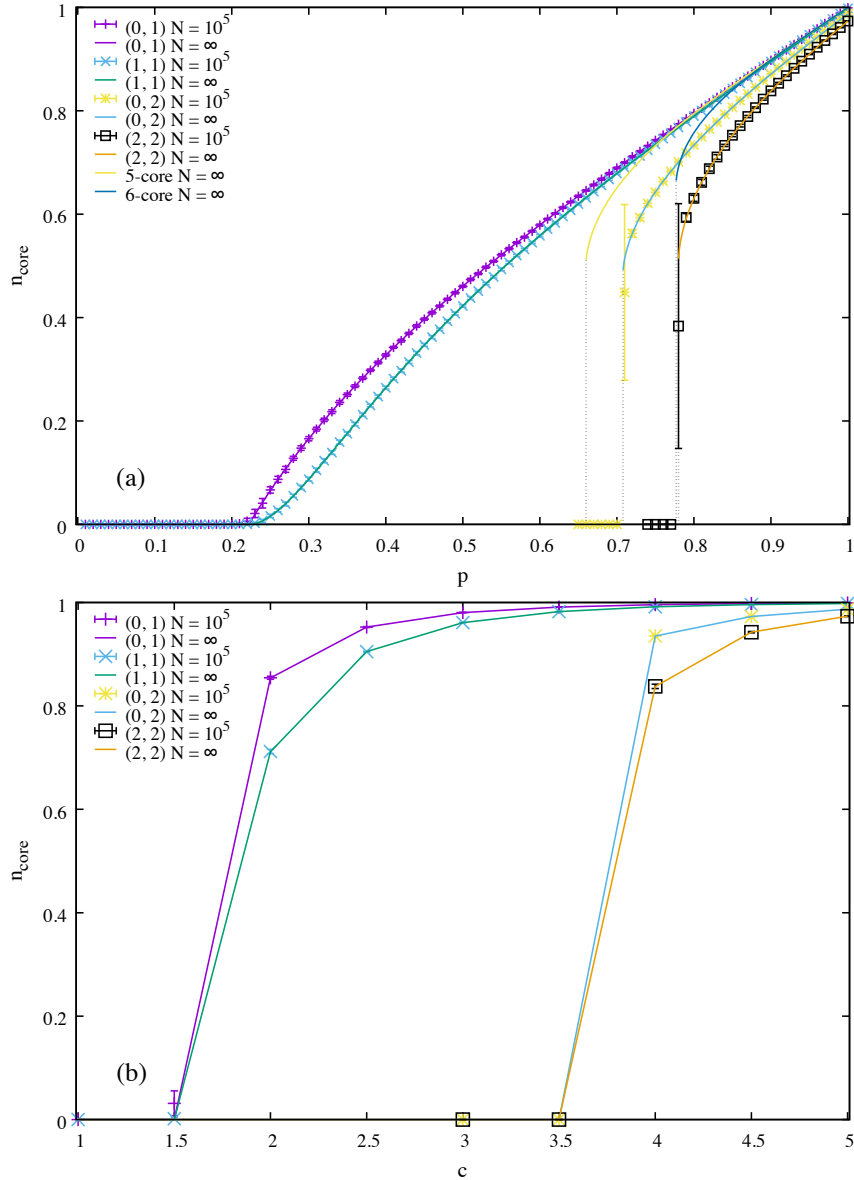 1
0.8
0.6
0.4
0.2
0
n_core
(0, 1) N = 10^5
(0, 1) N = ∞
(1, 1) N = 10^5
(1, 1) N = ∞
(0, 2) N = 10^5
(0, 2) N = ∞
(2, 2) N = 10^5
(2, 2) N = ∞
5-core N = ∞
6-core N = ∞
(a)
0 0.1 0.2 0.3 0.4 0.5 0.6 0.7 0.8 0.9 1
p
1
0.8
0.6
0.4
0.2
0
n_core
(0, 1) N = 10^5
(0, 1) N = ∞
(1, 1) N = 10^5
(1, 1) N = ∞
(0, 2) N = 10^5
(0, 2) N = ∞
(2, 2) N = 10^5
(2, 2) N = ∞
(b)
1 1.5 2 2.5 3 3.5 4 4.5 5
c